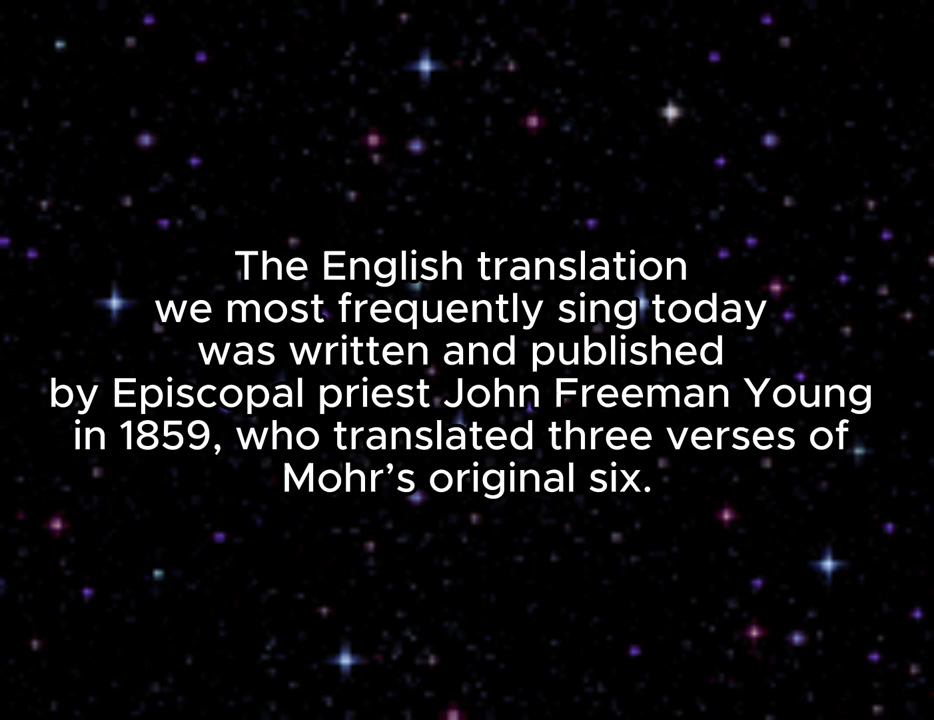 The English translation
we most frequently sing today
was written and published
by Episcopal priest John Freeman Young
in 1859, who translated three verses of
Mohr’s original six.